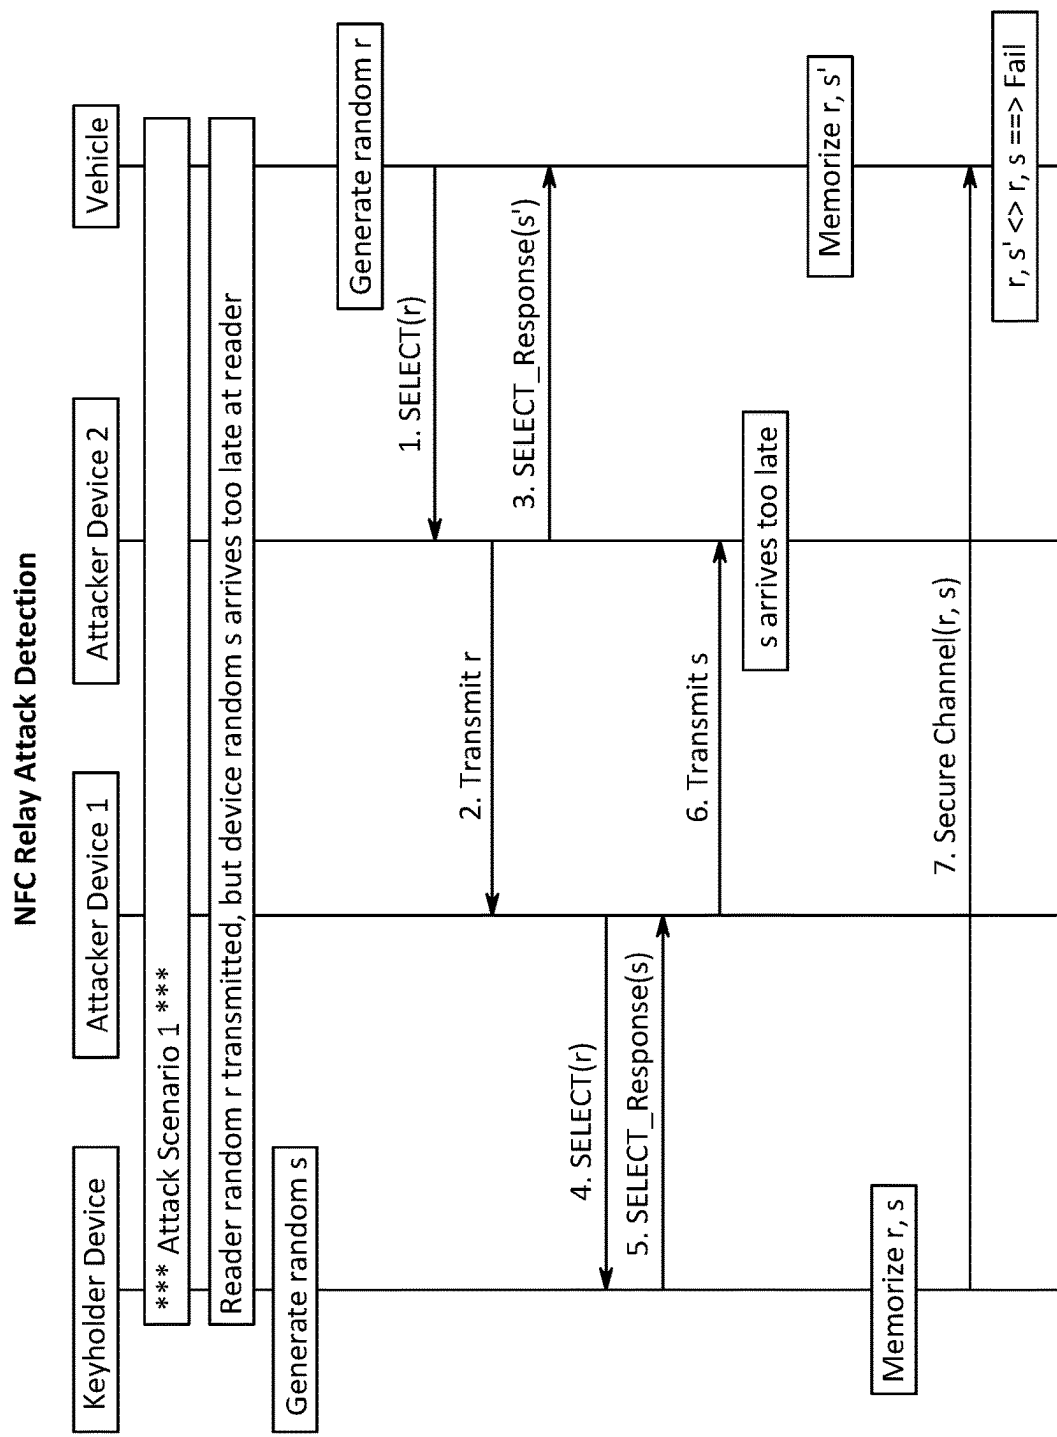 NFC Relay Attack Detection
Keyholder Device
Attacker Device 1
Attacker Device 2
Vehicle
*** Attack Scenario 1 ***
Reader random r transmitted, but device random s arrives too late at reader
Generate random s
Generate random r
1. SELECT(r)
2. Transmit r
3. SELECT_Response(s')
4. SELECT(r)
5. SELECT_Response(s)
6. Transmit s
s arrives too late
Memorize r, s'
Memorize r, s
7. Secure Channel(r, s)
r, s' <> r, s ==> Fail